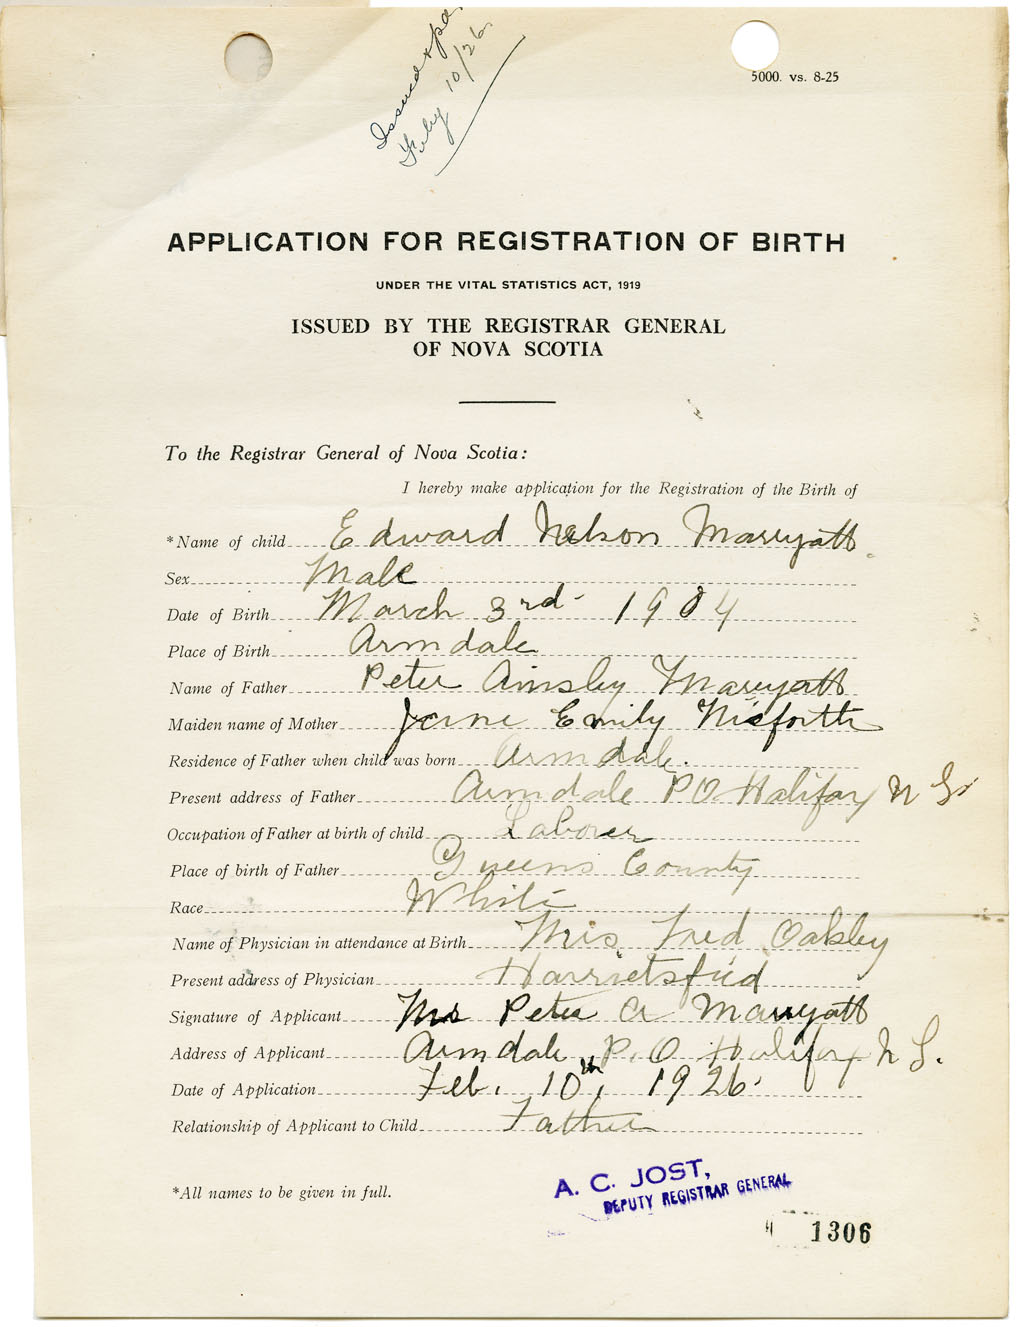 Issued & pd
Feby 10/26
5000. vs. 8-25
APPLICATION FOR REGISTRATION OF BIRTH
UNDER THE VITAL STATISTICS ACT, 1919
ISSUED BY THE REGISTRAR GENERAL
OF NOVA SCOTIA
To the Registrar General of Nova Scotia:
I hereby make application for the Registration of the Birth of
*Name of child Edward Nelson Marryatt
Sex Male
Date of Birth March 3rd- 1904
Place of Birth Armdale
Name of Father Peter Ainsley Marryatt
Maiden name of Mother Jane Emily
Residence of Father when child was born Armdale.
Present address of Father Armdale P O Halifax N S
Occupation of Father at birth of child Laborer
Place of birth of Father Queens County
Race White
Name of Physician in attendance at Birth Mrs. Fred Oakley
Present address of Physician Harrietsfield
Signature of Applicant Mr Peter A Marryatt
Address of Applicant Armdale P. O Halifax N S.
Date of Application Feb. 10th, 1926.
Relationship of Applicant to Child Father
*All names to be given in full.
A. C. JOST,
DEPUTY REGISTRAR GENERAL
1306